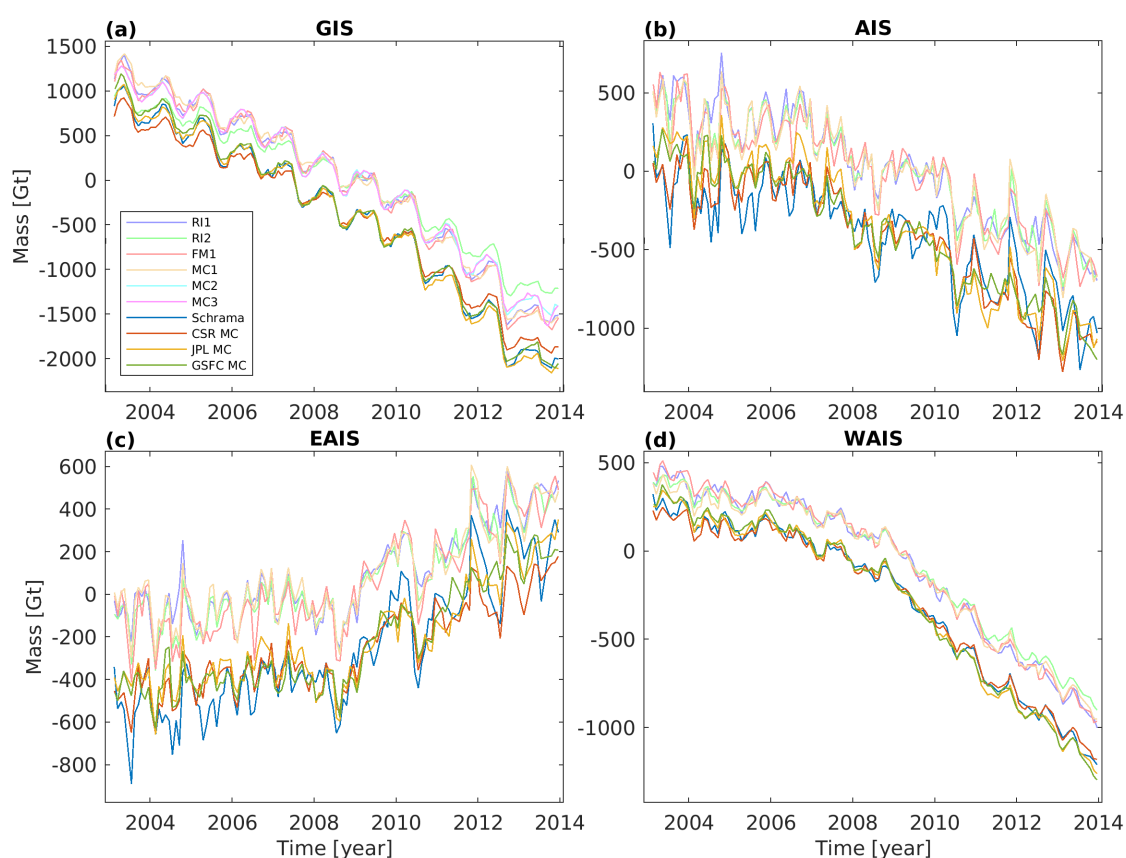 (a) GIS
1500
1000
500
0
-500
-1000
-1500
-2000
Mass [Gt]
RI1
RI2
FM1
MC1
MC2
MC3
Schrama
CSR MC
JPL MC
GSFC MC
2004 2006 2008 2010 2012 2014
(b) AIS
500
0
-500
-1000
2004 2006 2008 2010 2012 2014
(c) EAIS
600
400
200
0
-200
-400
-600
-800
Mass [Gt]
2004 2006 2008 2010 2012 2014
Time [year]
(d) WAIS
500
0
-500
-1000
2004 2006 2008 2010 2012 2014
Time [year]